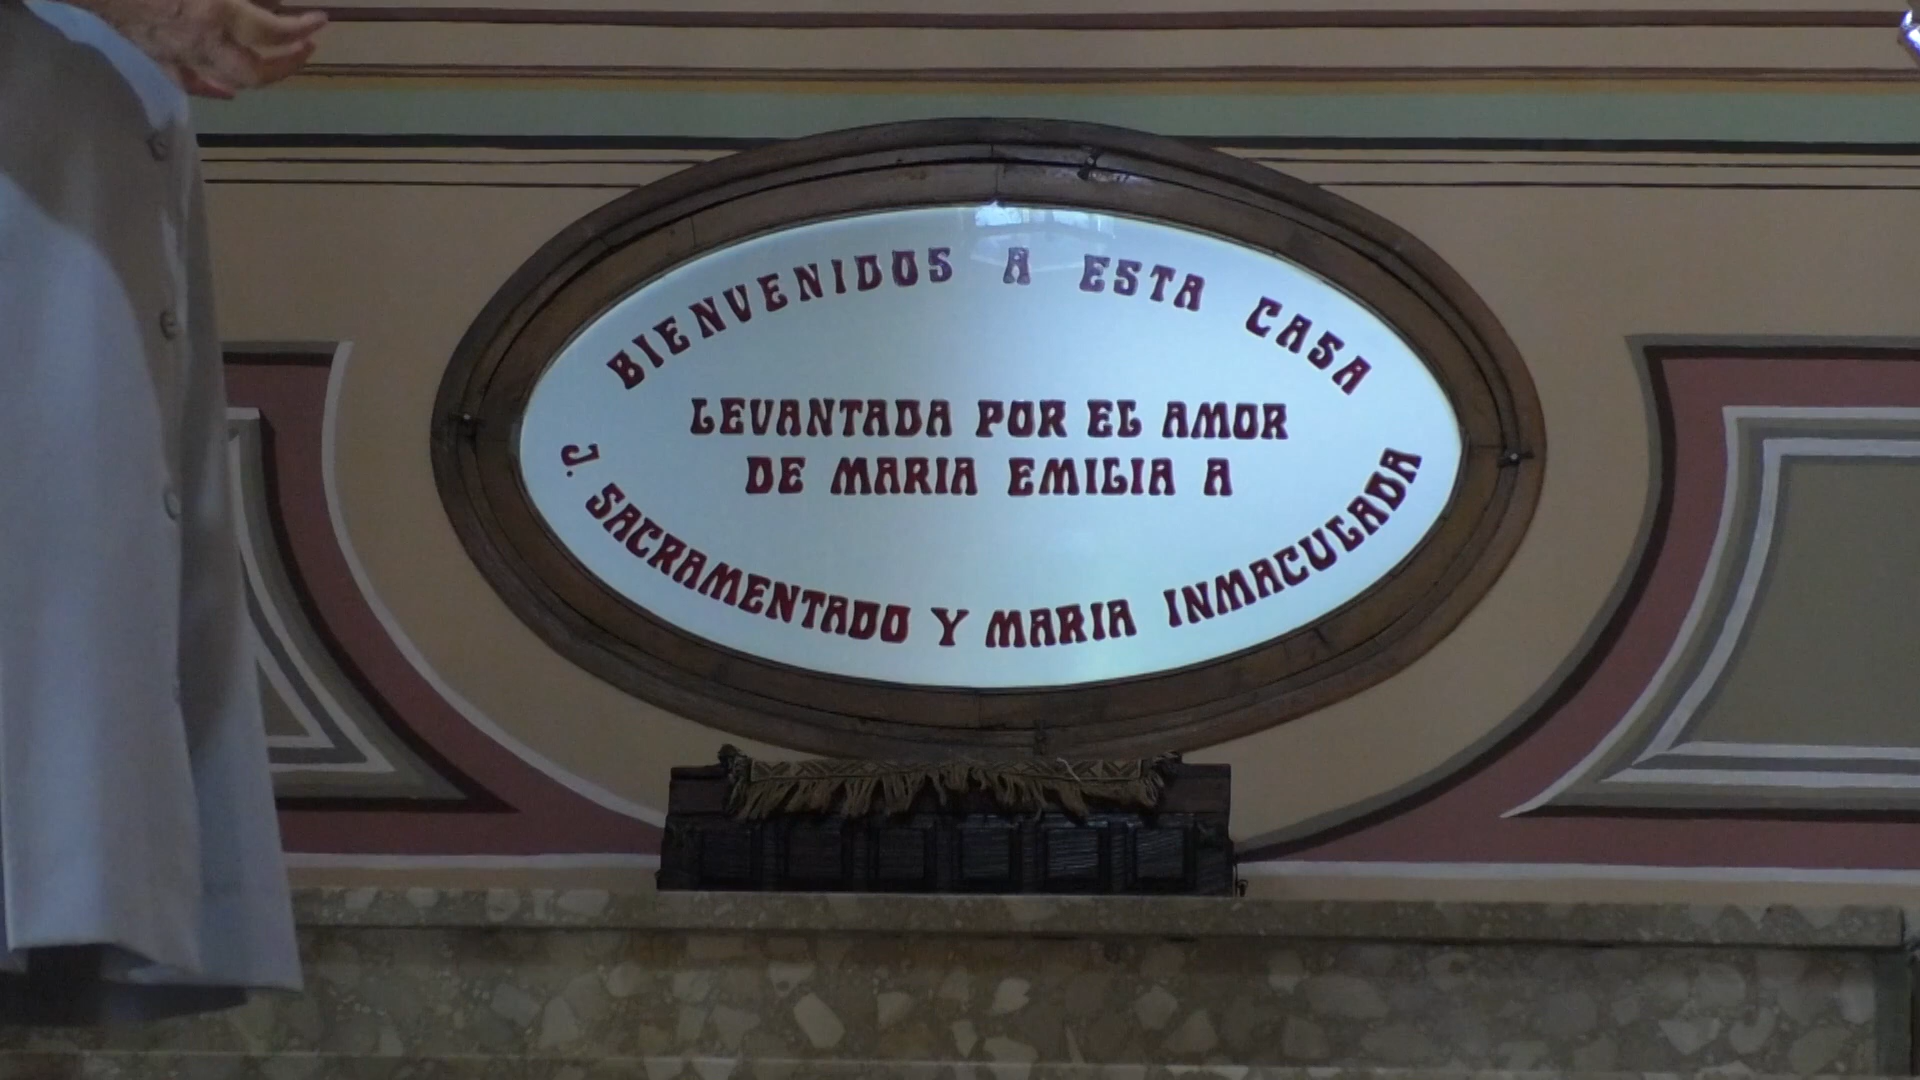 BIENVENIDOS A ESTA CASA
LEVANTADA POR EL AMOR
DE MARIA EMILIA A
J. SACRAMENTADO Y MARIA INMACULADA